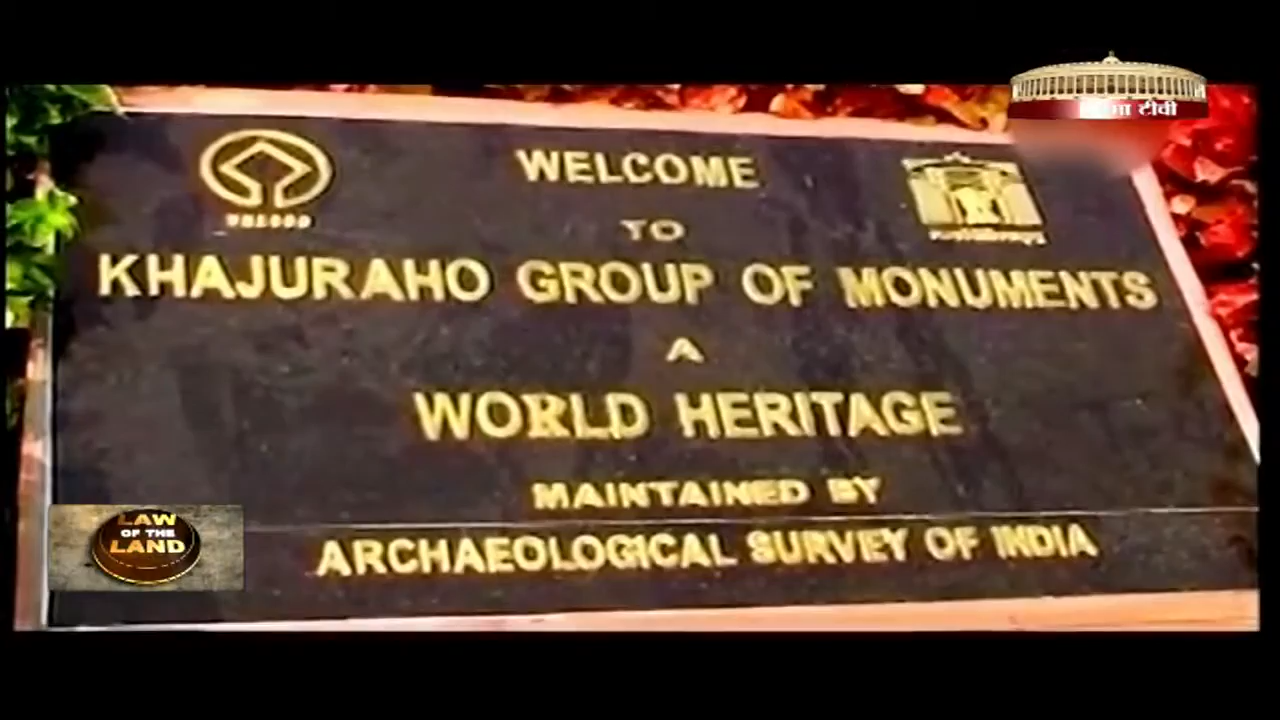 WELCOME
TO
KHAJURAHO GROUP OF MONUMENTS
A
WORLD HERITAGE
MAINTAINED BY
ARCHAEOLOGICAL SURVEY OF INDIA
LAW
OF THE
LAND
टीवी